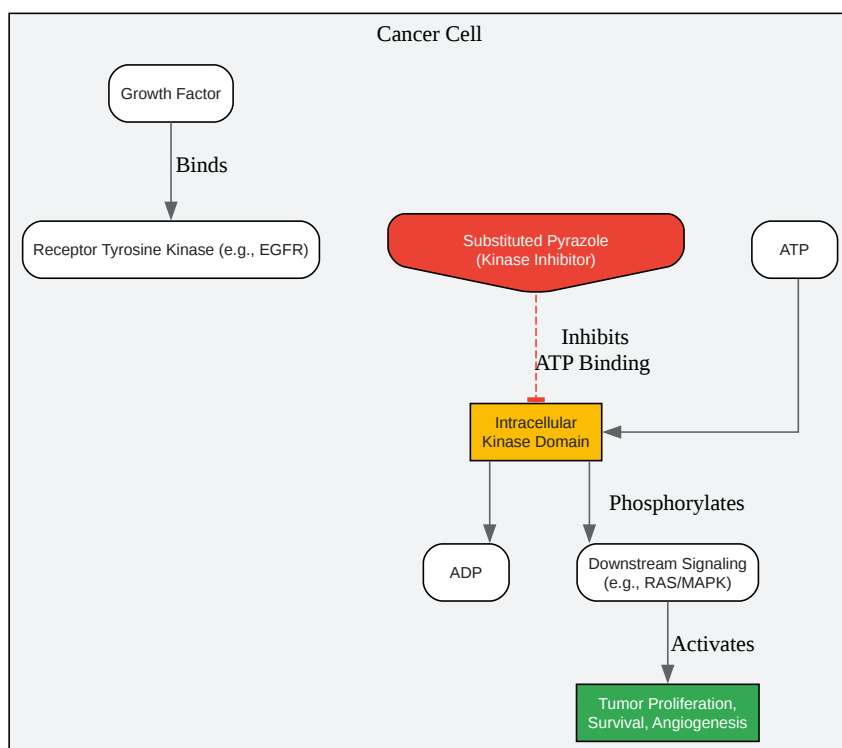 Cancer Cell
Growth Factor
Binds
Receptor Tyrosine Kinase (e.g., EGFR)
Substituted Pyrazole
(Kinase Inhibitor)
ATP
Inhibits
ATP Binding
Intracellular
Kinase Domain
Phosphorylates
ADP
Downstream Signaling
(e.g., RAS/MAPK)
Activates
Tumor Proliferation,
Survival, Angiogenesis